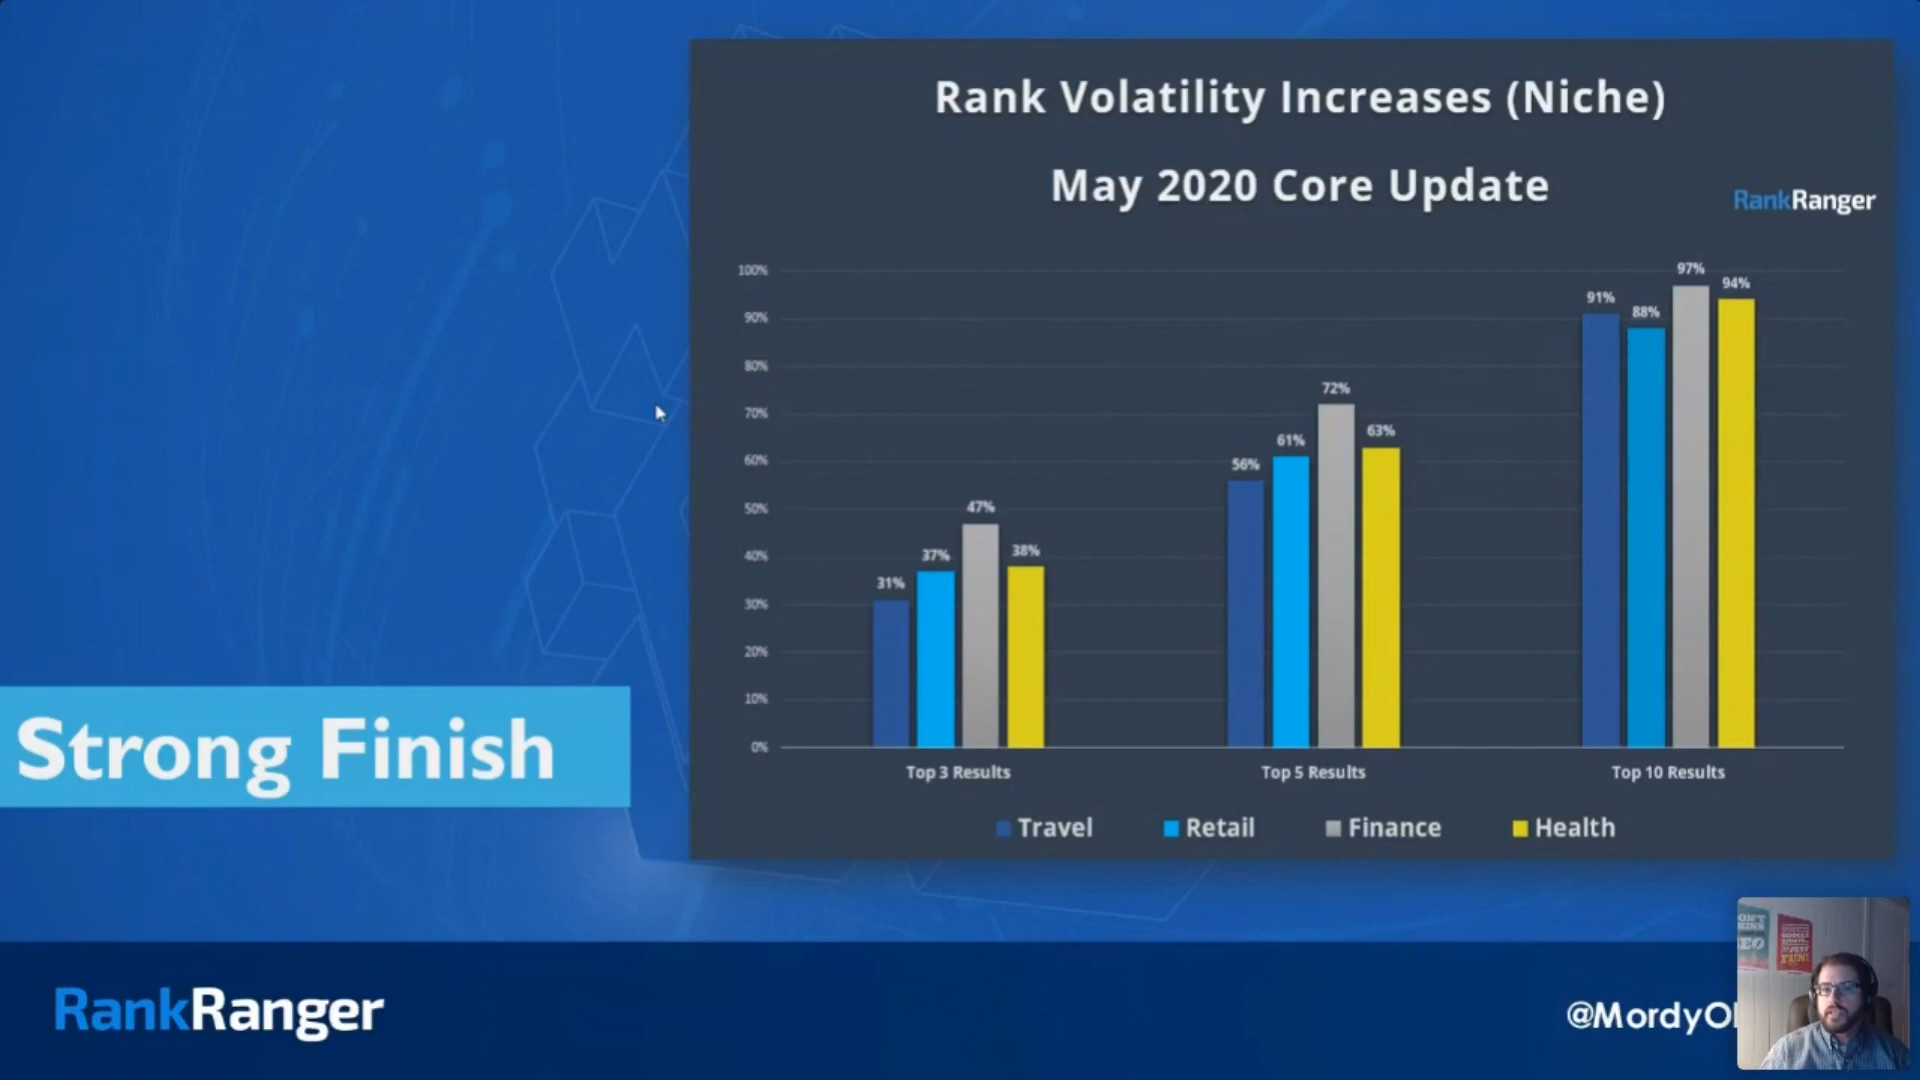 Rank Volatility Increases (Niche)
May 2020 Core Update
RankRanger
100%
90%
80%
70%
60%
50%
40%
30%
20%
10%
0%
31%
37%
47%
38%
56%
61%
72%
63%
91%
88%
97%
94%
Top 3 Results
Top 5 Results
Top 10 Results
Travel
Retail
Finance
Health
Strong Finish
RankRanger
@MordyO
SEO